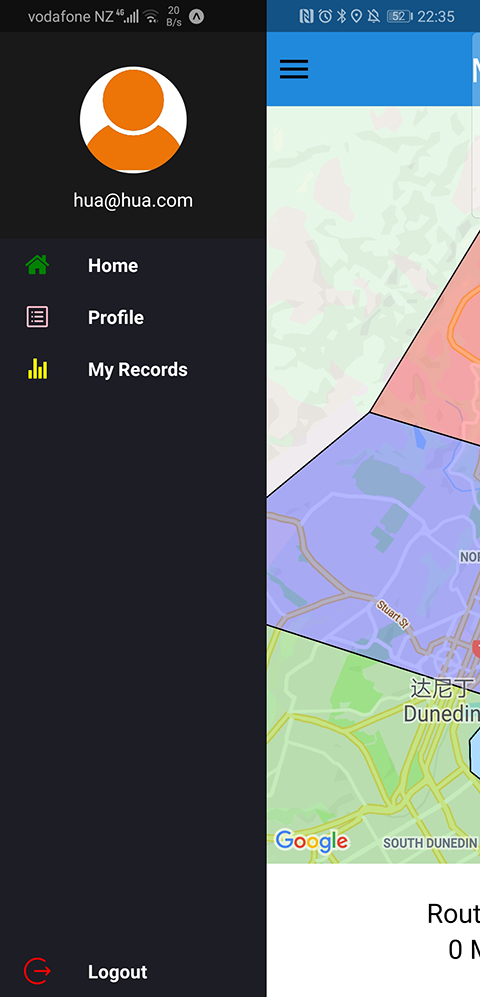 vodafone NZ 4G 20 B/s 52 22:35
hua@hua.com
Home
Profile
My Records
Stuart St
达尼丁
Dunedin
Google
SOUTH DUNEDIN
Rout
0 M
Logout